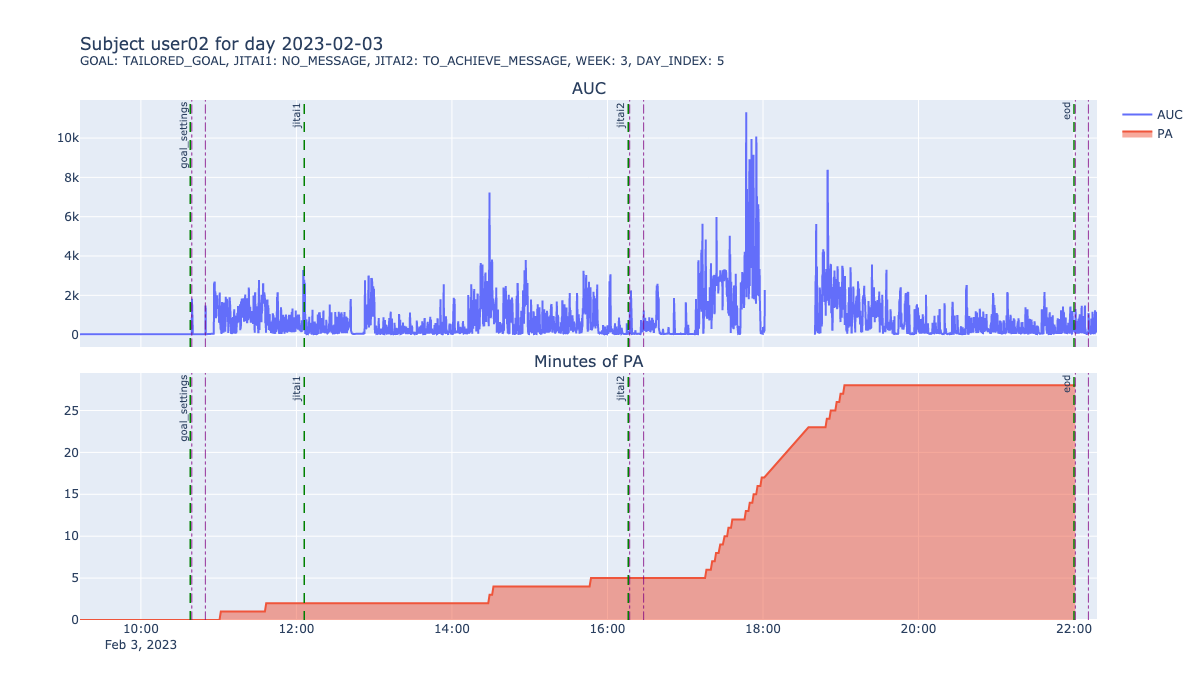 Subject user02 for day 2023-02-03
GOAL: TAILORED_GOAL, JITAI1: NO_MESSAGE, JITAI2: TO_ACHIEVE_MESSAGE, WEEK: 3, DAY_INDEX: 5
AUC
goal_settings
jitai1
jitai2
eod
AUC
PA
10k
8k
6k
4k
2k
0
Minutes of PA
goal_settings
jitai1
jitai2
eod
25
20
15
10
5
0
10:00 12:00 14:00 16:00 18:00 20:00 22:00
Feb 3, 2023